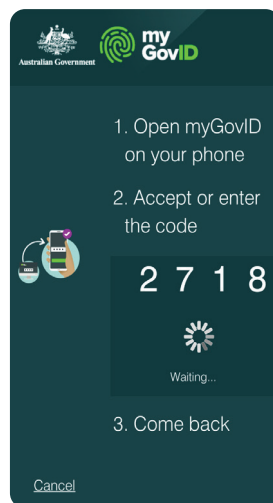 Australian Government
my
GovID
1. Open myGovID
on your phone
2. Accept or enter
the code
2 7 1 8
Waiting...
3. Come back
Cancel